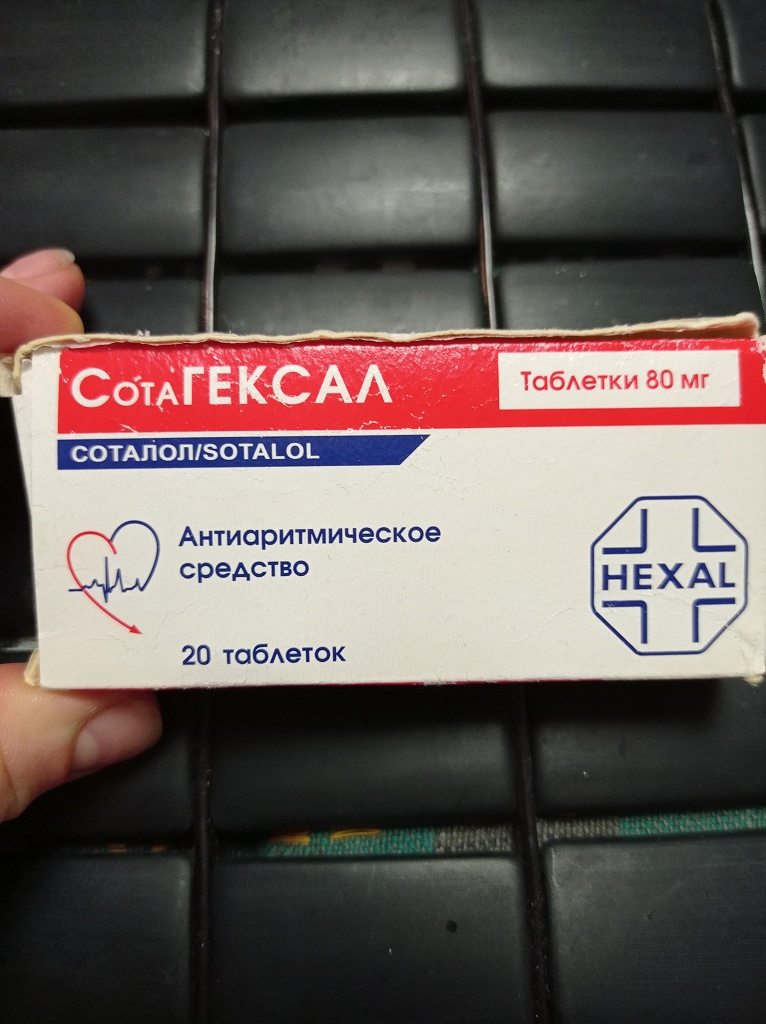 СотаГЕКСАЛ
Таблетки 80 мг
СОТАЛОЛ/SOTALOL
Антиаритмическое
средство
HEXAL
20 таблеток